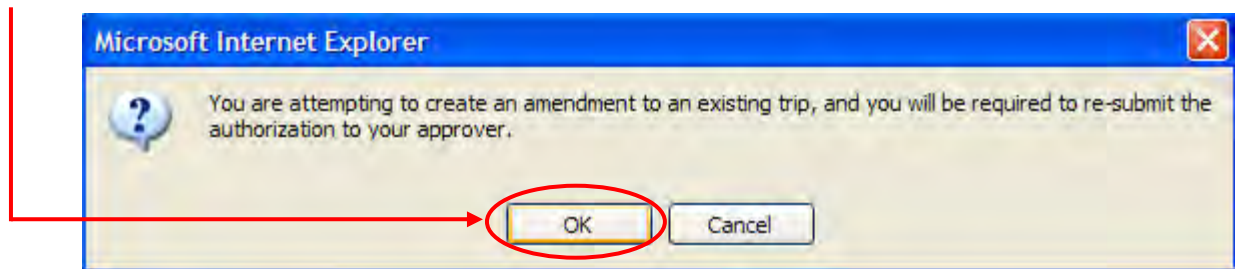 Microsoft Internet Explorer
You are attempting to create an amendment to an existing trip, and you will be required to re-submit the
authorization to your approver.
OK Cancel